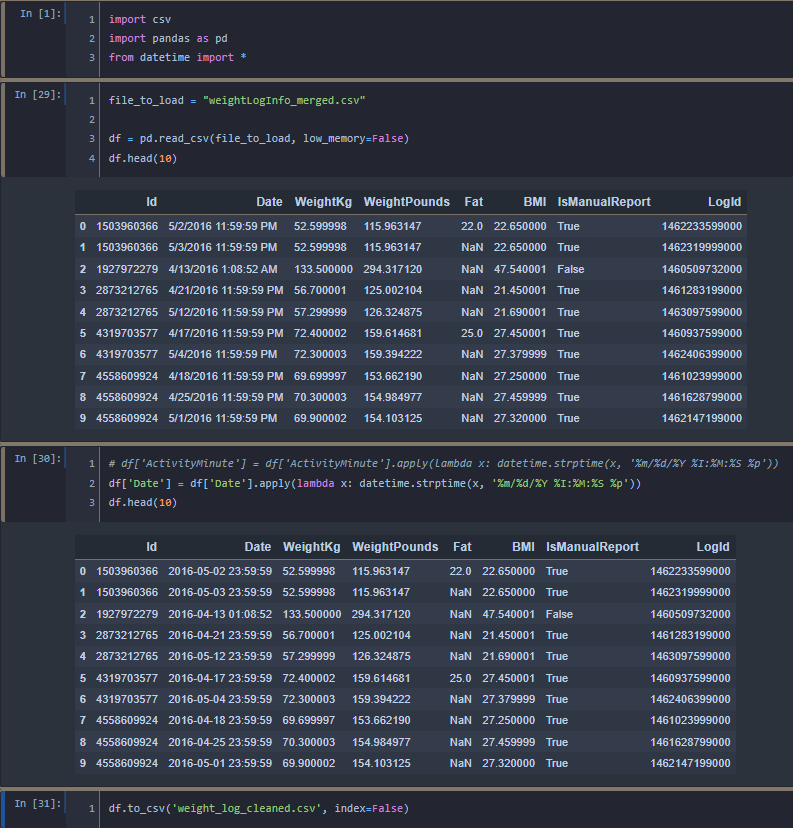 In [1]:
1 import csv
2 import pandas as pd
3 from datetime import *
In [29]:
1 file_to_load = "weightLogInfo_merged.csv"
2
3 df = pd.read_csv(file_to_load, low_memory=False)
4 df.head(10)
Id Date WeightKg WeightPounds Fat BMI IsManualReport LogId
0 1503960366 5/2/2016 11:59:59 PM 52.599998 115.963147 22.0 22.650000 True 1462233599000
1 1503960366 5/3/2016 11:59:59 PM 52.599998 115.963147 NaN 22.650000 True 1462319999000
2 1927972279 4/13/2016 1:08:52 AM 133.500000 294.317120 NaN 47.540001 False 1460509732000
3 2873212765 4/21/2016 11:59:59 PM 56.700001 125.002104 NaN 21.450001 True 1461283199000
4 2873212765 5/12/2016 11:59:59 PM 57.299999 126.324875 NaN 21.690001 True 1463097599000
5 4319703577 4/17/2016 11:59:59 PM 72.400002 159.614681 25.0 27.450001 True 1460937599000
6 4319703577 5/4/2016 11:59:59 PM 72.300003 159.394222 NaN 27.379999 True 1462406399000
7 4558609924 4/18/2016 11:59:59 PM 69.699997 153.662190 NaN 27.250000 True 1461023999000
8 4558609924 4/25/2016 11:59:59 PM 70.300003 154.984977 NaN 27.459999 True 1461628799000
9 4558609924 5/1/2016 11:59:59 PM 69.900002 154.103125 NaN 27.320000 True 1462147199000
In [30]:
1 # df['ActivityMinute'] = df['ActivityMinute'].apply(lambda x: datetime.strptime(x, '%m/%d/%Y %I:%M:%S %p'))
2 df['Date'] = df['Date'].apply(lambda x: datetime.strptime(x, '%m/%d/%Y %I:%M:%S %p'))
3 df.head(10)
Id Date WeightKg WeightPounds Fat BMI IsManualReport LogId
0 1503960366 2016-05-02 23:59:59 52.599998 115.963147 22.0 22.650000 True 1462233599000
1 1503960366 2016-05-03 23:59:59 52.599998 115.963147 NaN 22.650000 True 1462319999000
2 1927972279 2016-04-13 01:08:52 133.500000 294.317120 NaN 47.540001 False 1460509732000
3 2873212765 2016-04-21 23:59:59 56.700001 125.002104 NaN 21.450001 True 1461283199000
4 2873212765 2016-05-12 23:59:59 57.299999 126.324875 NaN 21.690001 True 1463097599000
5 4319703577 2016-04-17 23:59:59 72.400002 159.614681 25.0 27.450001 True 1460937599000
6 4319703577 2016-05-04 23:59:59 72.300003 159.394222 NaN 27.379999 True 1462406399000
7 4558609924 2016-04-18 23:59:59 69.699997 153.662190 NaN 27.250000 True 1461023999000
8 4558609924 2016-04-25 23:59:59 70.300003 154.984977 NaN 27.459999 True 1461628799000
9 4558609924 2016-05-01 23:59:59 69.900002 154.103125 NaN 27.320000 True 1462147199000
In [31]:
1 df.to_csv('weight_log_cleaned.csv', index=False)